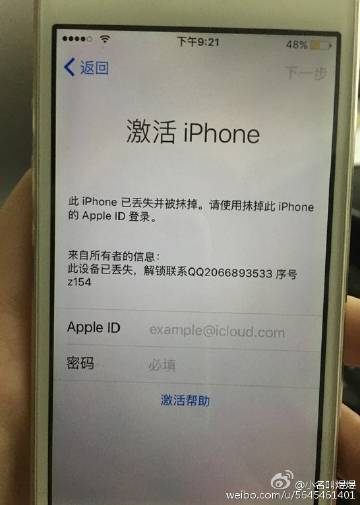 下午9:21
48%
返回
下一步
激活 iPhone
此 iPhone 已丢失并被抹掉。请使用抹掉此 iPhone
的 Apple ID 登录。
来自所有者的信息:
此设备已丢失，解锁联系QQ2066893533 序号
z154
Apple ID example@icloud.com
密码 必填
激活帮助
@小名叫煜煜
weibo.com/u/5645461401